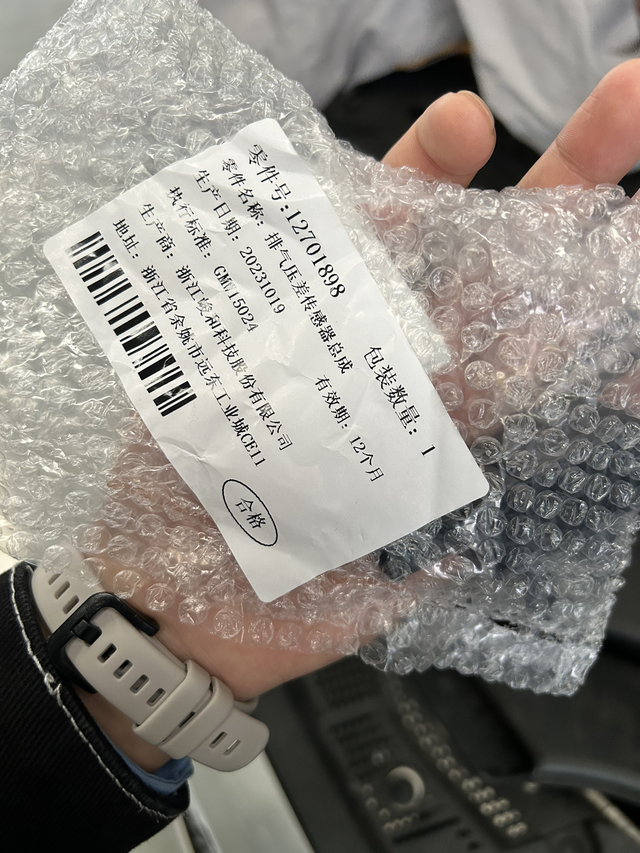 零件号:12701898
包装数量: 1
零件名称: 排气压差传感器总成
生产日期: 20231019
有效期: 12个月
执行标准: GMW15024
生产商: 浙江 和科技股份有限公司
地址: 浙江省余姚市远东工业城CE11
合格